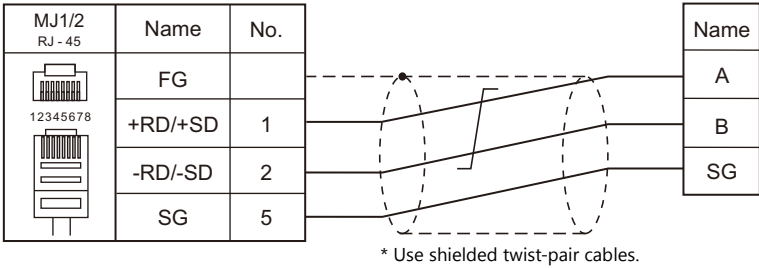 MJ1/2
RJ - 45
Name
No.
Name
FG
A
12345678
+RD/+SD
1
B
-RD/-SD
2
SG
SG
5
* Use shielded twist-pair cables.